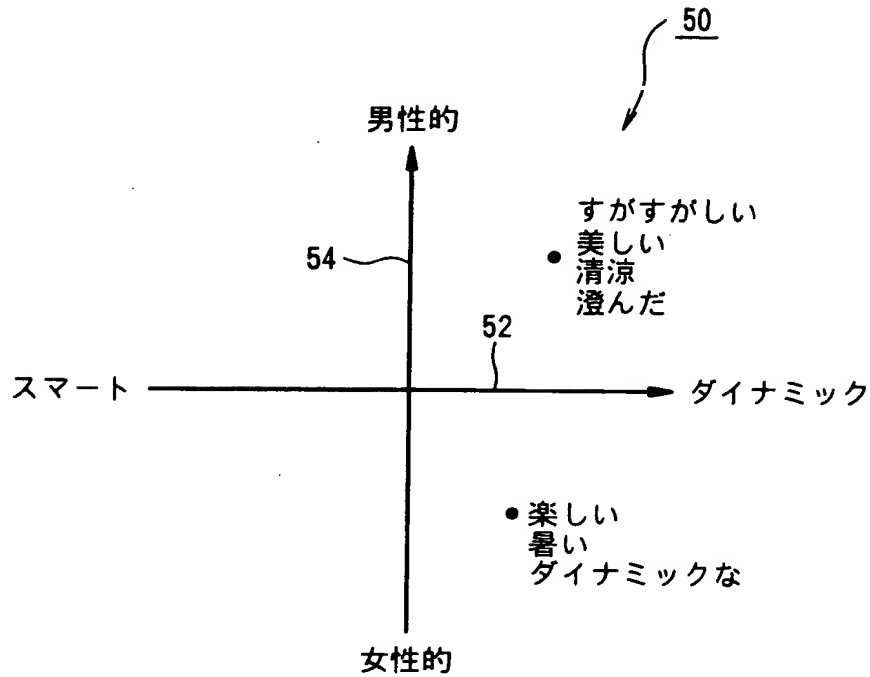 50
男性的
すがすがしい
美しい
清涼
澄んだ
54
52
スマート
ダイナミック
楽しい
暑い
ダイナミックな
女性的